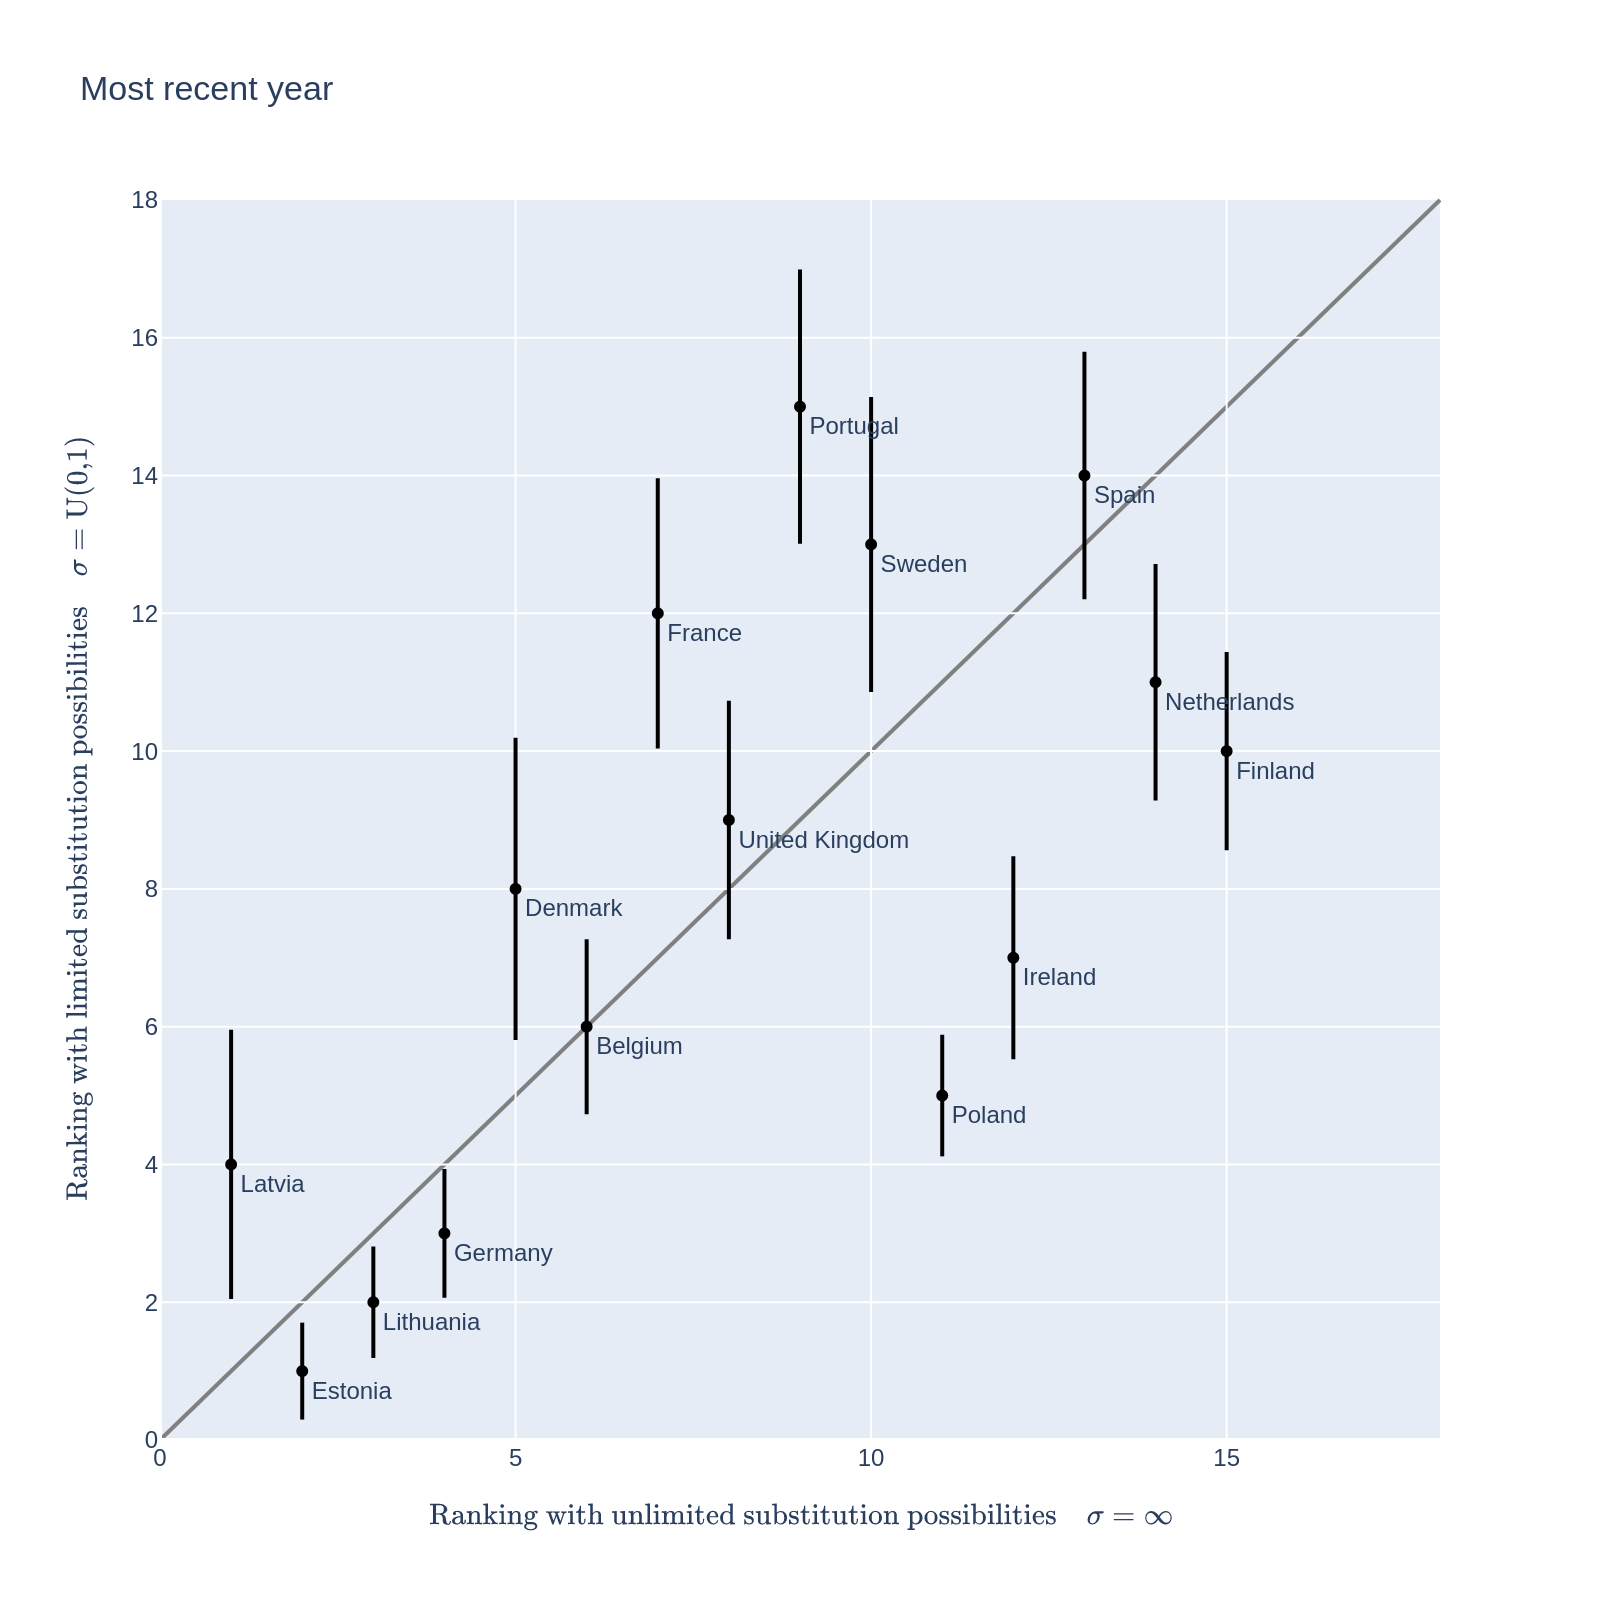 Most recent year
Ranking with limited substitution possibilities σ = U(0,1)
18
16
14
12
10
8
6
4
2
0
Portugal
Spain
Sweden
France
Netherlands
Finland
United Kingdom
Denmark
Ireland
Belgium
Poland
Latvia
Germany
Lithuania
Estonia
0 5 10 15
Ranking with unlimited substitution possibilities σ = ∞